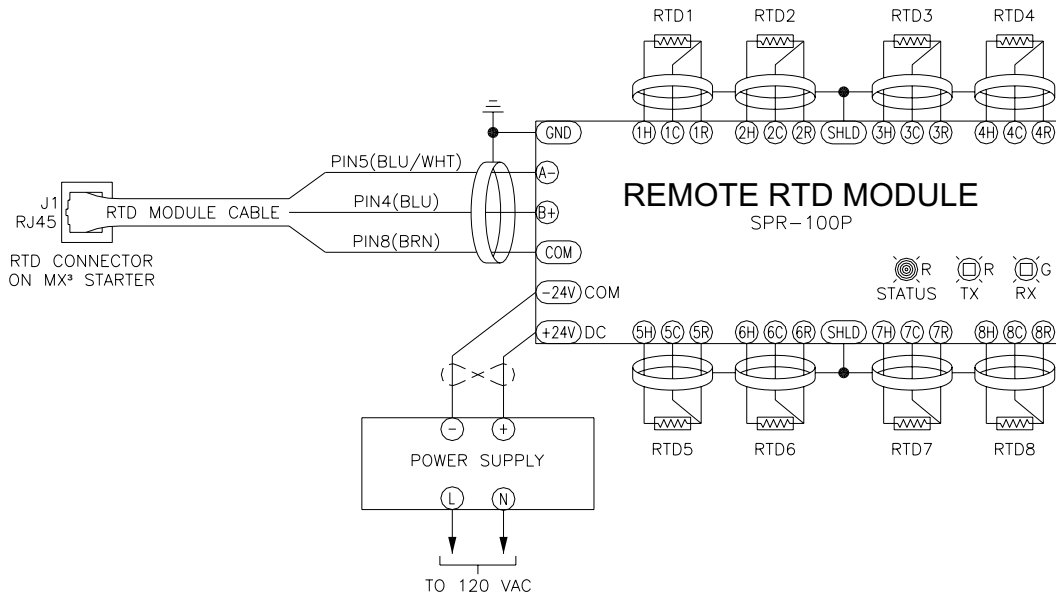 RTD1 RTD2 RTD3 RTD4
1H 1C 1R 2H 2C 2R SHLD 3H 3C 3R 4H 4C 4R
GND
PIN5(BLU/WHT) A-
J1
RJ45
RTD MODULE CABLE
PIN4(BLU) B+
PIN8(BRN) COM
RTD CONNECTOR
ON MX³ STARTER
REMOTE RTD MODULE
SPR-100P
R R G
STATUS TX RX
-24V COM
+24V DC
5H 5C 5R 6H 6C 6R SHLD 7H 7C 7R 8H 8C 8R
RTD5 RTD6 RTD7 RTD8
- +
POWER SUPPLY
L N
TO 120 VAC